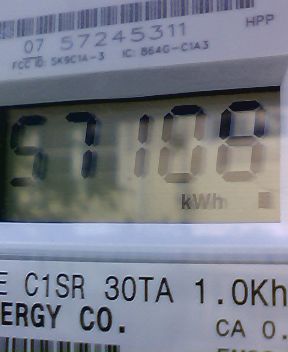 HPP
07 57245311
FCC ID: SK9C1A-3 IC: 864G-C1A3
57108
kWh
E C1SR 30TA 1.0Kh
ERGY CO.
CA 0.